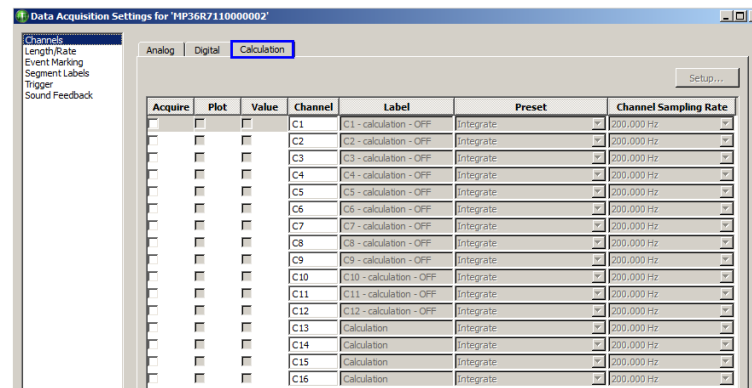 Data Acquisition Settings for 'MP36R7110000002'
Channels
Length/Rate
Event Marking
Segment Labels
Trigger
Sound Feedback
Analog Digital Calculation
Setup...
Acquire Plot Value Channel Label Preset Channel Sampling Rate
C1 C1 - calculation - OFF Integrate 200.000 Hz
C2 C2 - calculation - OFF Integrate 200.000 Hz
C3 C3 - calculation - OFF Integrate 200.000 Hz
C4 C4 - calculation - OFF Integrate 200.000 Hz
C5 C5 - calculation - OFF Integrate 200.000 Hz
C6 C6 - calculation - OFF Integrate 200.000 Hz
C7 C7 - calculation - OFF Integrate 200.000 Hz
C8 C8 - calculation - OFF Integrate 200.000 Hz
C9 C9 - calculation - OFF Integrate 200.000 Hz
C10 C10 - calculation - OFF Integrate 200.000 Hz
C11 C11 - calculation - OFF Integrate 200.000 Hz
C12 C12 - calculation - OFF Integrate 200.000 Hz
C13 Calculation Integrate 200.000 Hz
C14 Calculation Integrate 200.000 Hz
C15 Calculation Integrate 200.000 Hz
C16 Calculation Integrate 200.000 Hz